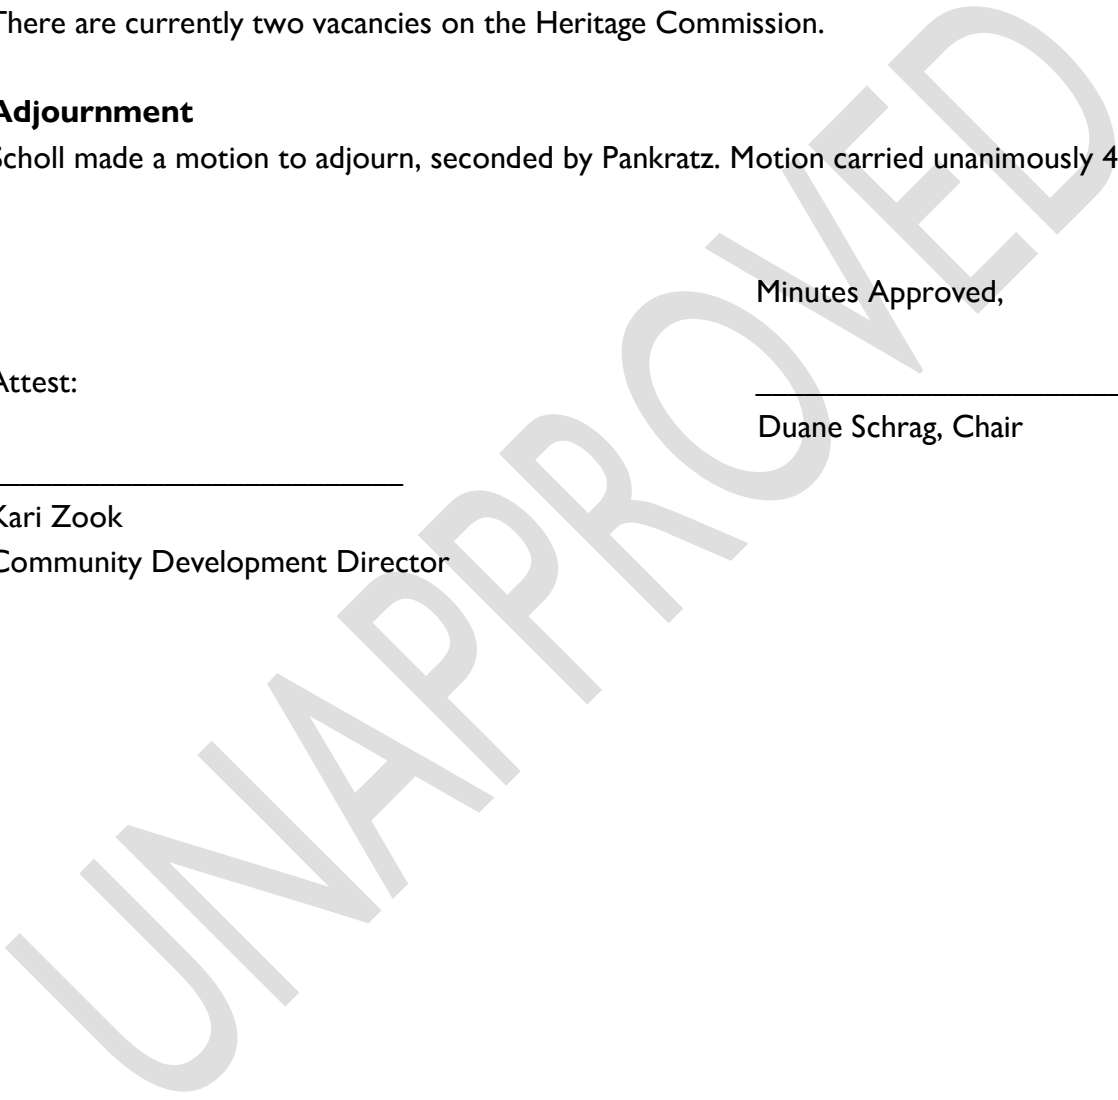 There are currently two vacancies on the Heritage Commission.
Adjournment
Scholl made a motion to adjourn, seconded by Pankratz. Motion carried unanimously 4
Minutes Approved,
Attest:
Duane Schrag, Chair
Kari Zook
Community Development Director
UNAPPROVED